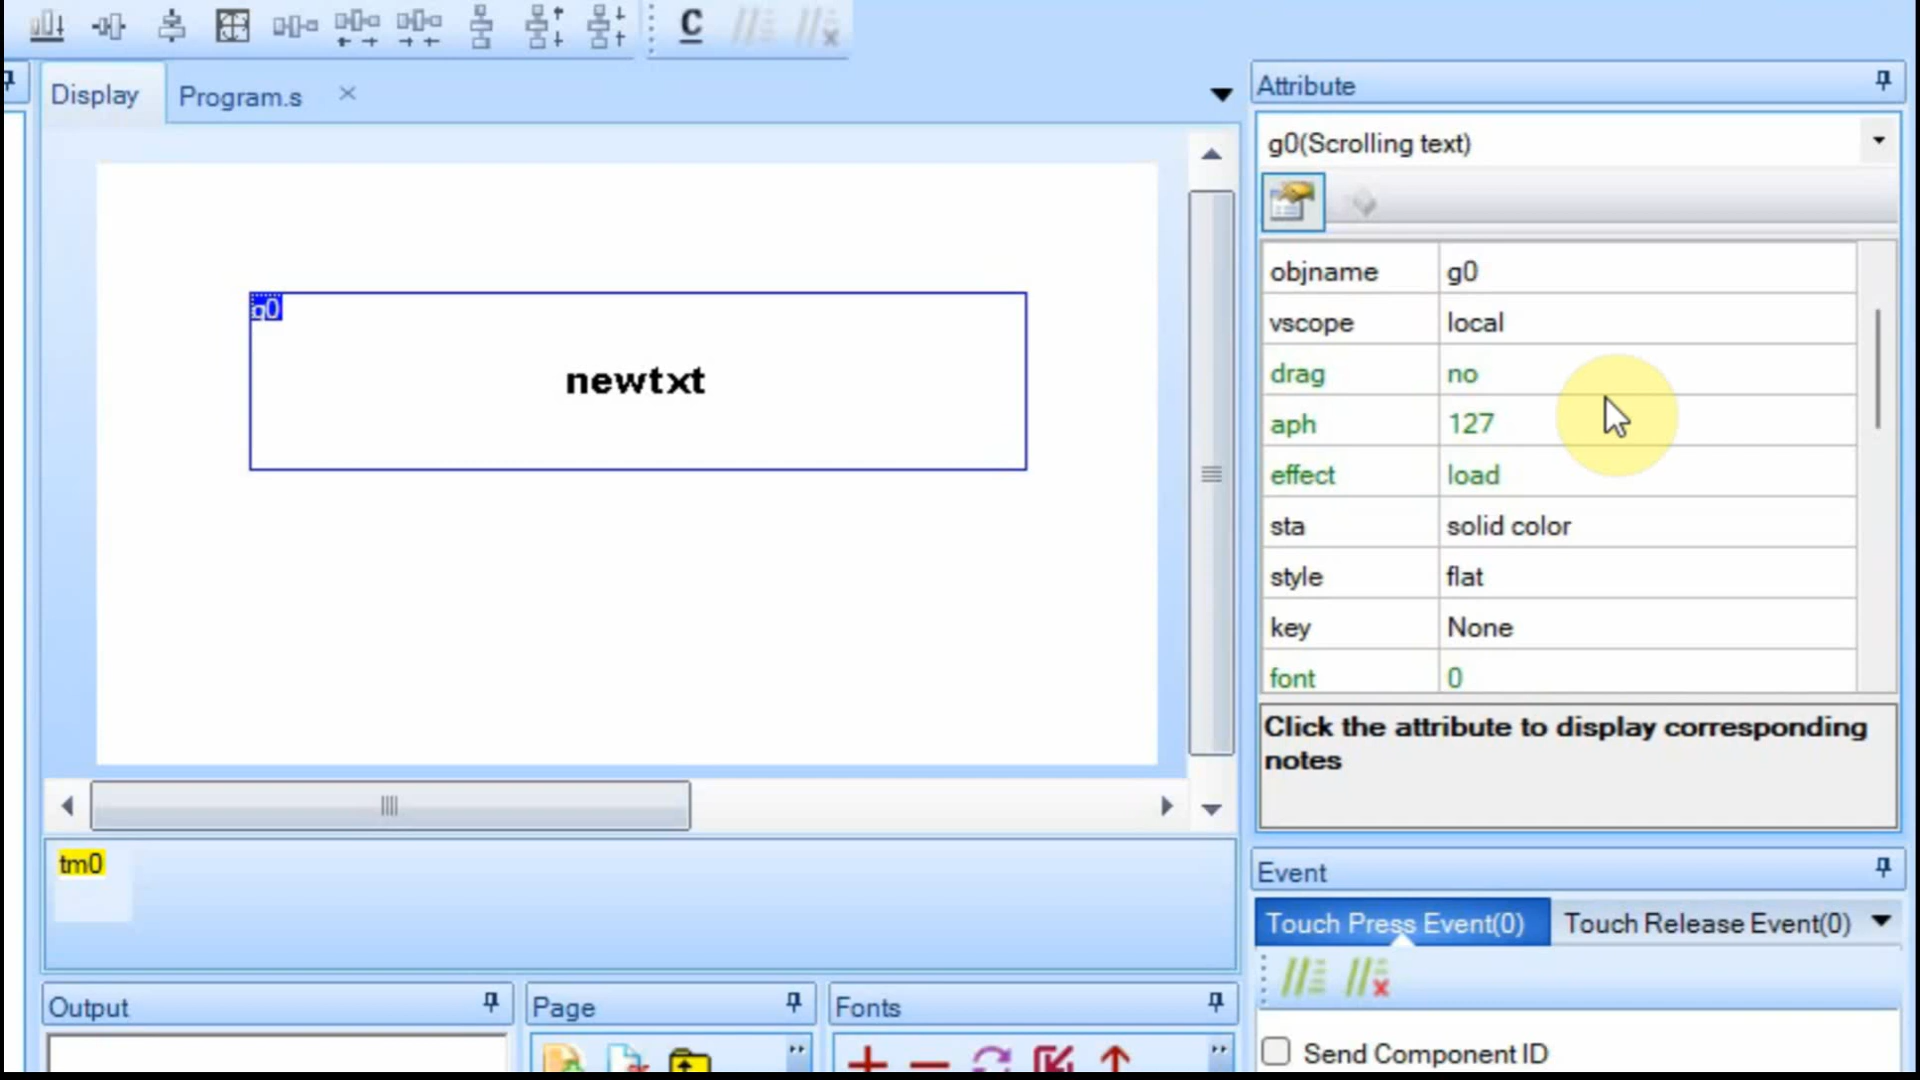 C
Display
Program.s
Attribute
g0(Scrolling text)
g0
newtxt
objname g0
vscope local
drag no
aph 127
effect load
sta solid color
style flat
key None
font 0
Click the attribute to display corresponding
notes
tm0
Event
Touch Press Event(0) Touch Release Event(0)
Output
Page
Fonts
Send Component ID